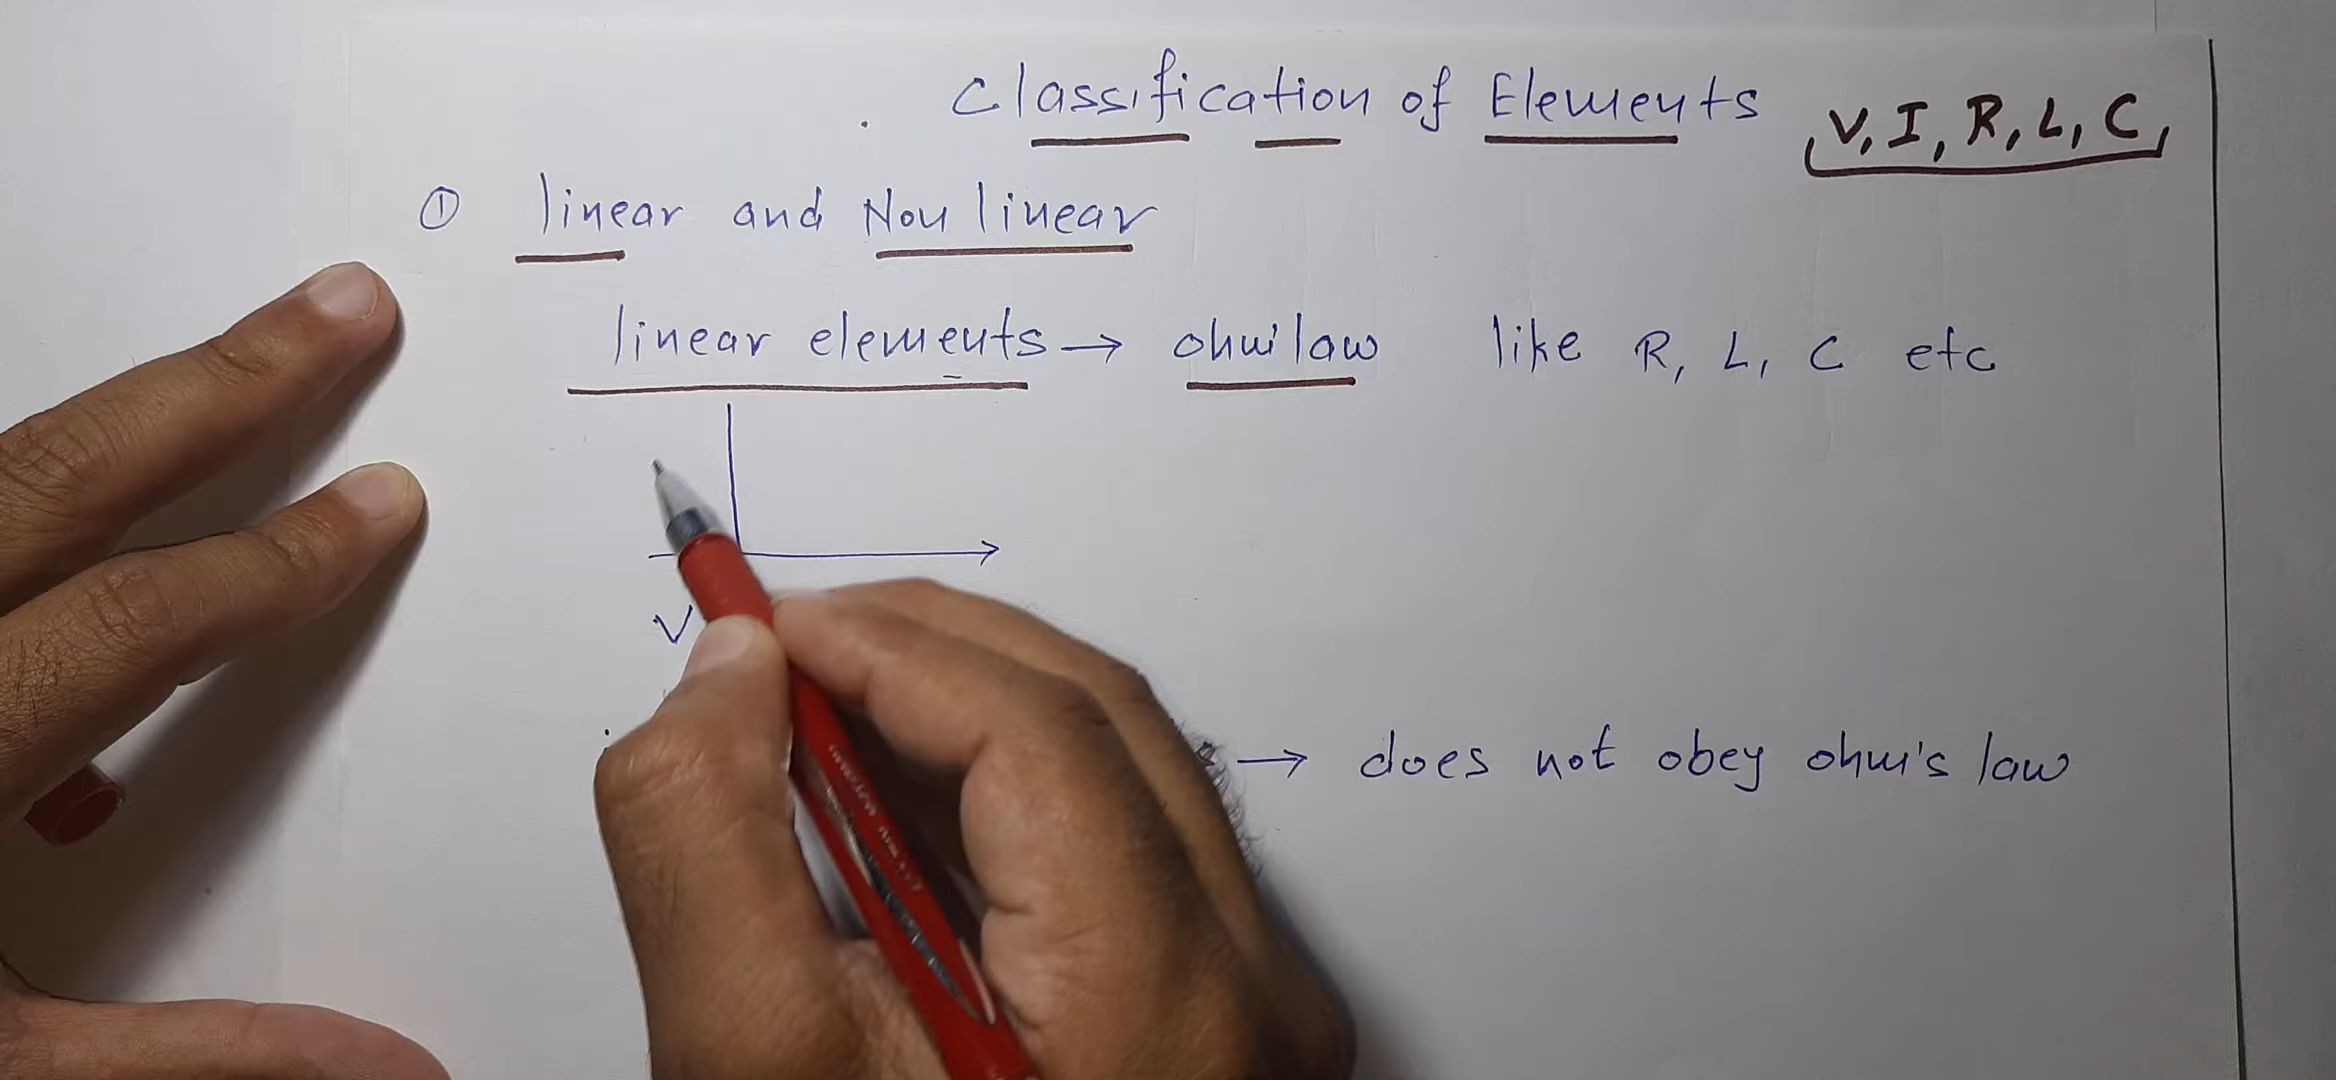 Classification of Elements V, I, R, L, C,
① linear and Non linear
linear elements → ohm' law like R, L, C etc
V
→ does not obey ohm's law